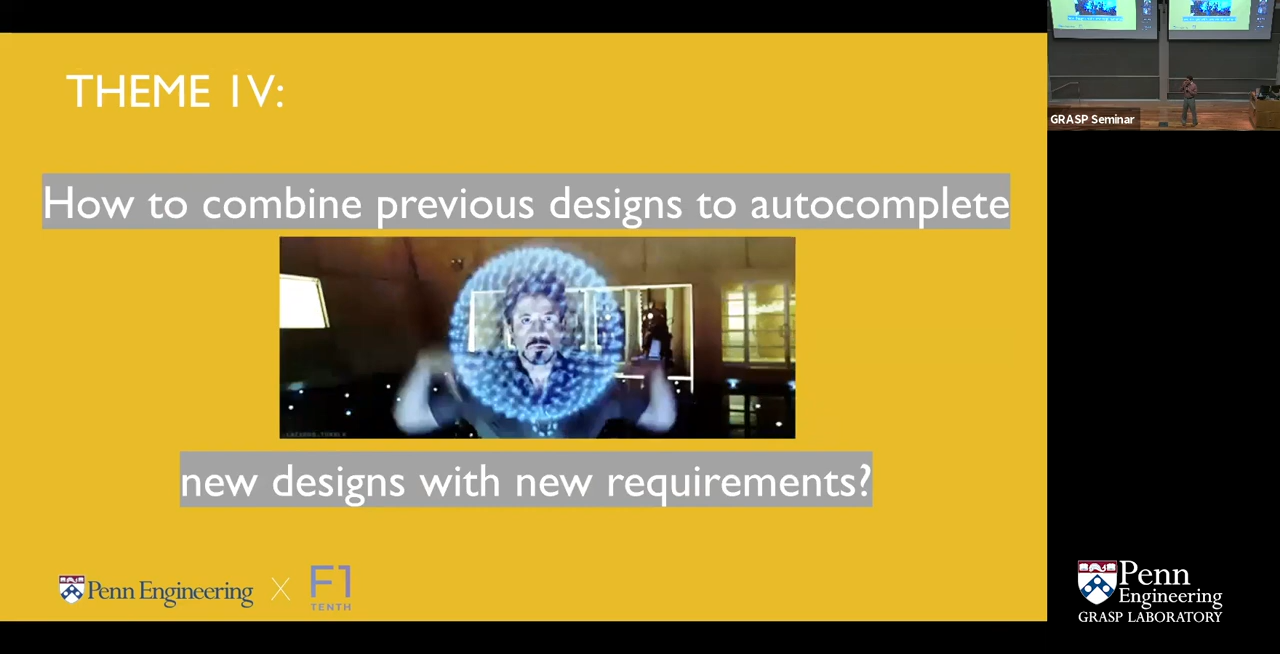 THEME IV:
How to combine previous designs to autocomplete
new designs with new requirements?
Penn Engineering
F1
TENTH
GRASP Seminar
Penn
Engineering
GRASP LABORATORY